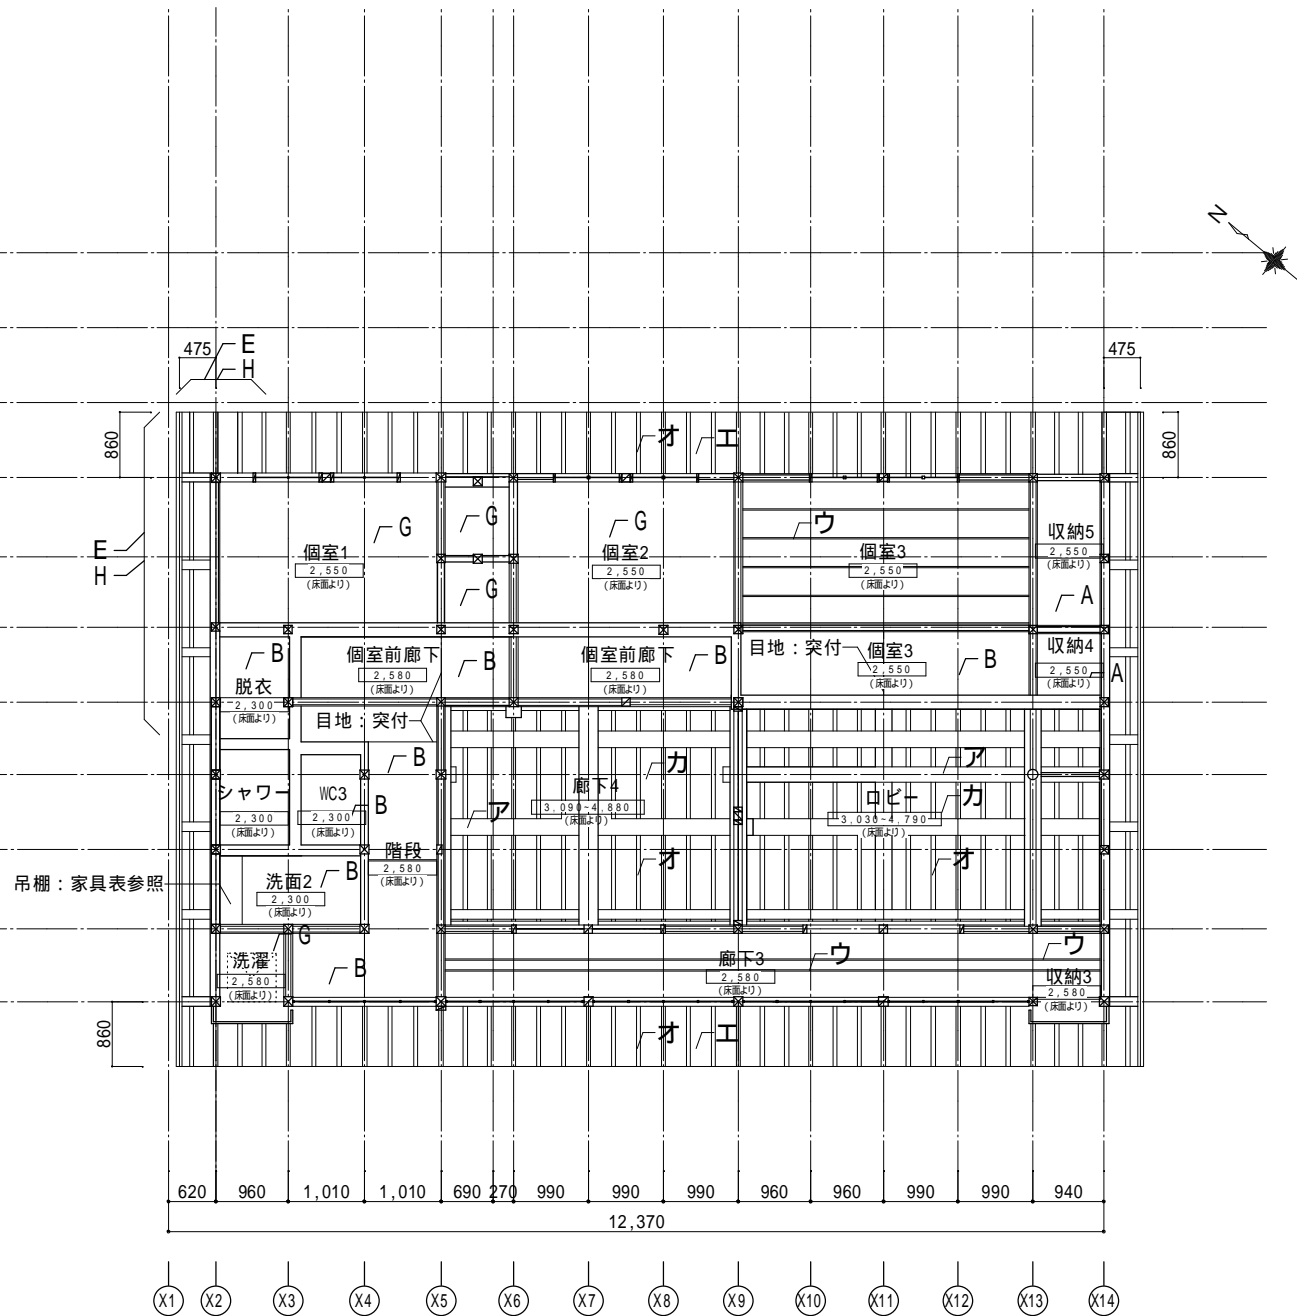 N
475
E
H
475
860
オ
エ
860
E
H
G
G
G
ウ
個室1
2,550
(床面より)
個室2
2,550
(床面より)
個室3
2,550
(床面より)
収納5
2,550
(床面より)
G
A
B
脱衣
2,300
(床面より)
個室前廊下
2,580
(床面より)
B
個室前廊下
2,580
(床面より)
B
目地：突付
個室3
2,550
(床面より)
B
収納4
2,550
(床面より)
A
目地：突付
B
カ
ア
シャワー
2,300
(床面より)
WC3
2,300
(床面より)
B
ア
廊下4
3,090~4,880
(床面より)
ロビー
3,030~4,790
(床面より)
カ
階段
2,580
(床面より)
オ
オ
吊棚：家具表参照
洗面2
2,300
(床面より)
B
G
洗濯
2,580
(床面より)
B
廊下3
2,580
(床面より)
ウ
ウ
収納3
2,580
(床面より)
860
オ
エ
620 960 1,010 1,010 690 270 990 990 990 960 960 990 990 940
12,370
X1 X2 X3 X4 X5 X6 X7 X8 X9 X10 X11 X12 X13 X14